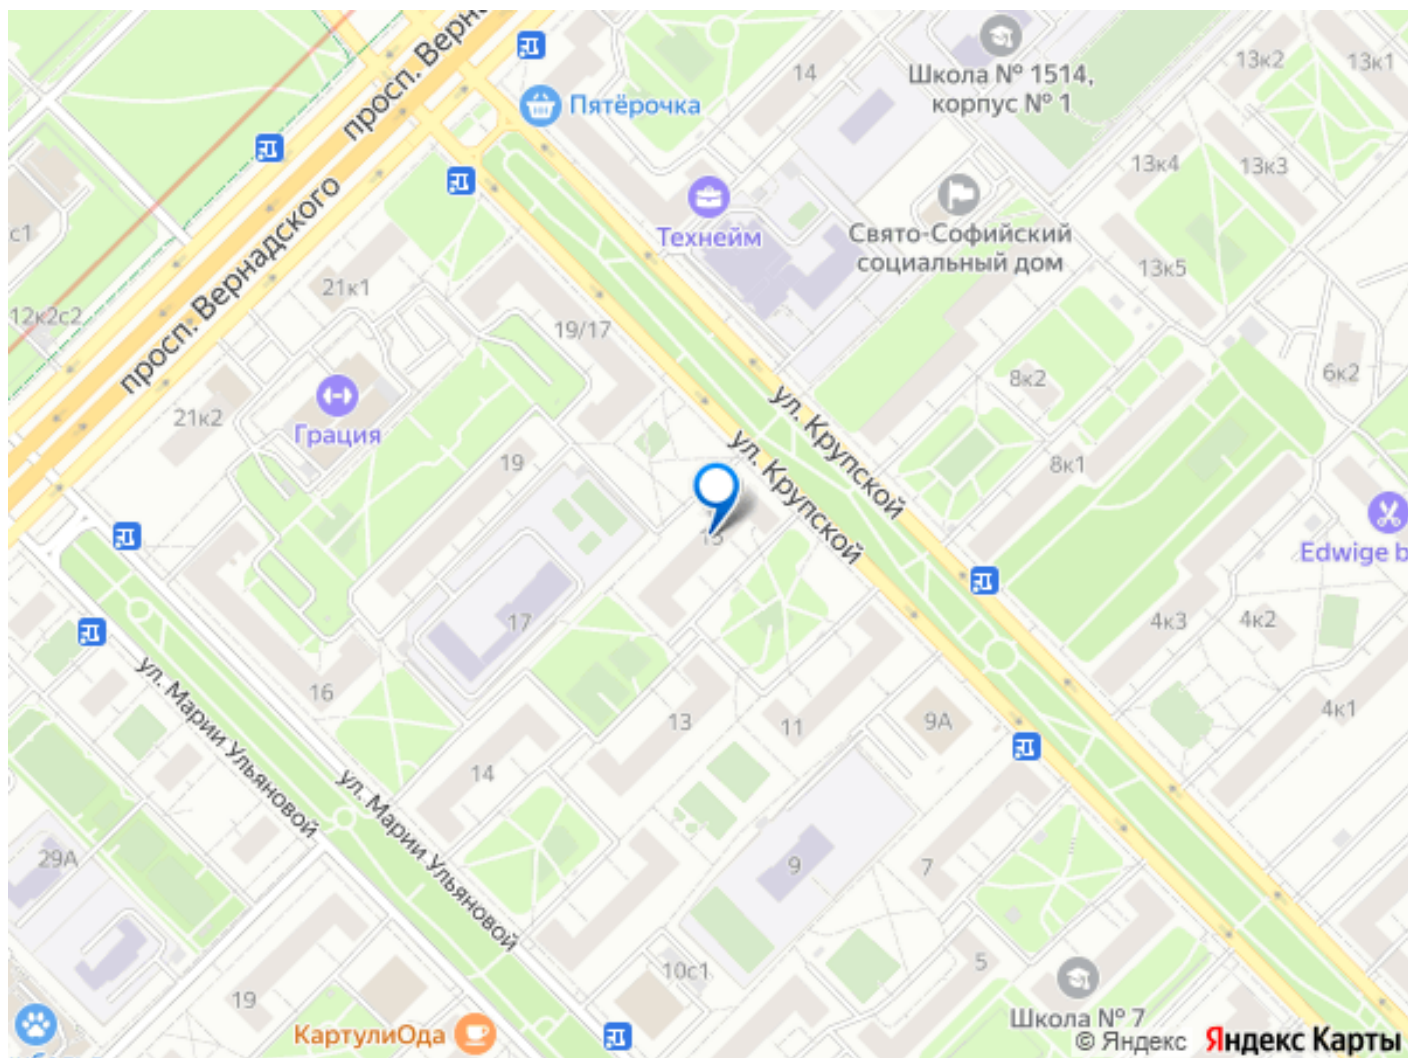 просп. Верн
14
Школа № 1514,
корпус № 1
13к2
13к1
Пятёрочка
13к4
13к3
просп. Вернадского
Технейм
Свято-Софийский
социальный дом
с1
13к5
21к1
12к2с2
19/17
8к2
6к2
ул. Крупской
21к2
Грация
ул. Крупской
19
8к1
15
Edwige b
17
4к3
4к2
16
ул. Марии Ульяновой
13
11
9А
4к1
14
ул. Марии Ульяновой
29А
9
7
10с1
5
19
Школа № 7
КартулиОда
© Яндекс
Яндекс Карты